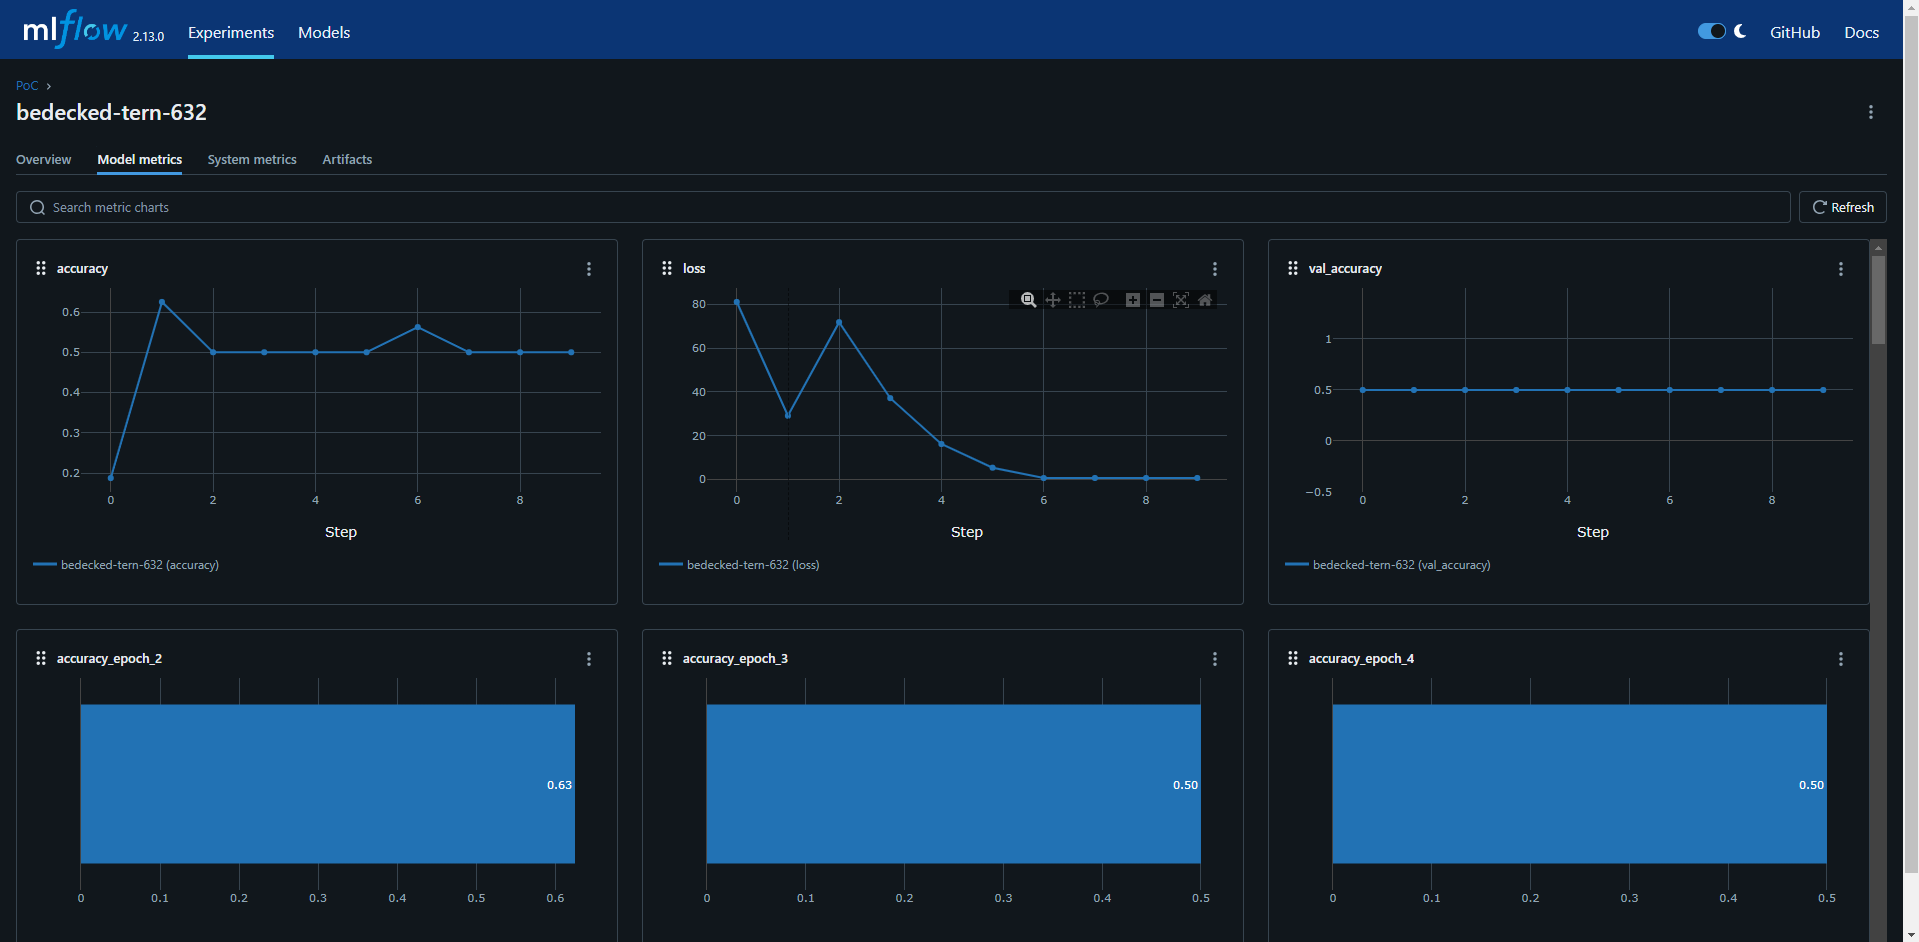 mlflow 2.13.0 Experiments Models GitHub Docs
PoC
bedecked-tern-632
Overview Model metrics System metrics Artifacts
Search metric charts Refresh
accuracy
0.6
0.5
0.4
0.3
0.2
0 2 4 6 8
Step
bedecked-tern-632 (accuracy)
loss
80
60
40
20
0
0 2 4 6 8
Step
bedecked-tern-632 (loss)
val_accuracy
1
0.5
0
−0.5
0 2 4 6 8
Step
bedecked-tern-632 (val_accuracy)
accuracy_epoch_2
0.63
0 0.1 0.2 0.3 0.4 0.5 0.6
accuracy_epoch_3
0.50
0 0.1 0.2 0.3 0.4 0.5
accuracy_epoch_4
0.50
0 0.1 0.2 0.3 0.4 0.5